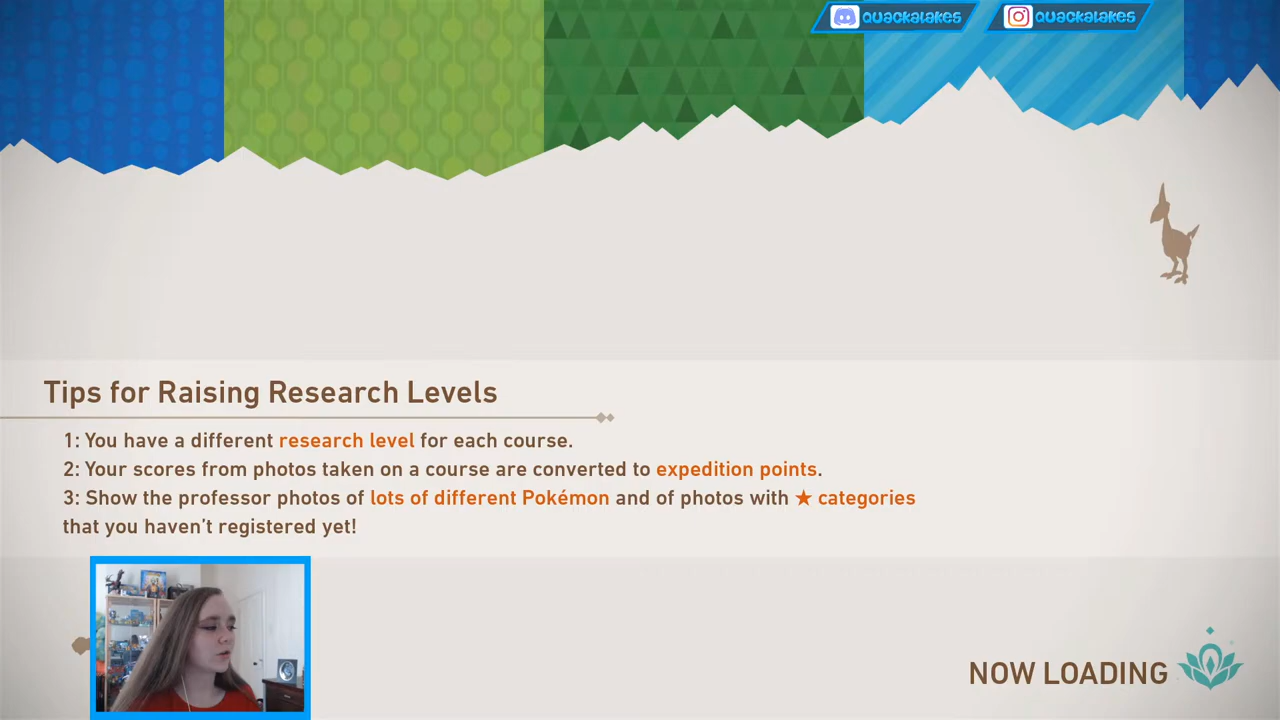 quackalakes quackalakes
Tips for Raising Research Levels
1: You have a different research level for each course.
2: Your scores from photos taken on a course are converted to expedition points.
3: Show the professor photos of lots of different Pokémon and of photos with ★ categories
that you haven't registered yet!
NOW LOADING